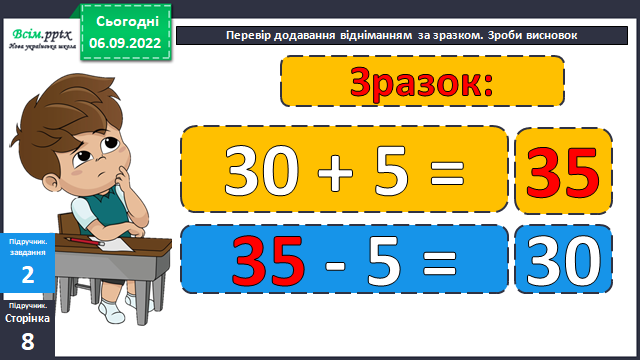 Всім.pptx
Нова українська школа
Сьогодні
06.09.2022
Перевір додавання відніманням за зразком. Зроби висновок
Зразок:
30 + 5 = 35
35 - 5 = 30
Підручник.
завдання
2
Підручник.
Сторінка
8